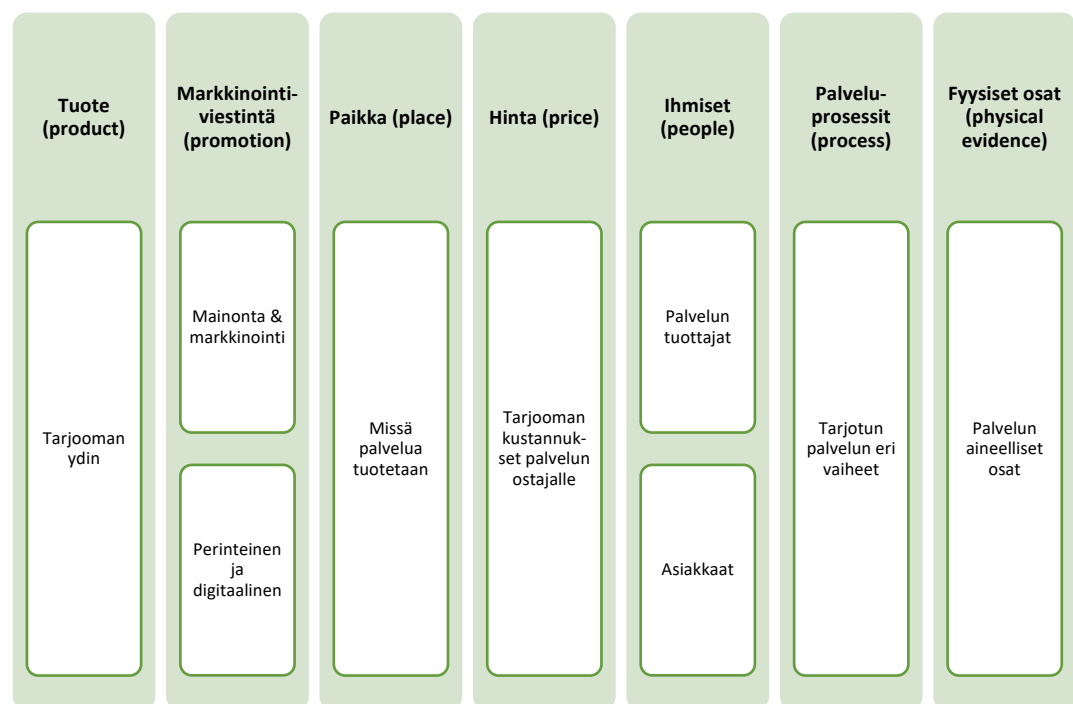 Tuote
(product)
Markkinointi-
viestintä
(promotion)
Paikka (place)
Hinta (price)
Ihmiset
(people)
Palvelu-
prosessit
(process)
Fyysiset osat
(physical
evidence)
Tarjooman
ydin
Mainonta &
markkinointi
Perinteinen
ja
digitaalinen
Missä
palvelua
tuotetaan
Tarjooman
kustannuk-
set palvelun
ostajalle
Palvelun
tuottajat
Asiakkaat
Tarjotun
palvelun eri
vaiheet
Palvelun
aineelliset
osat